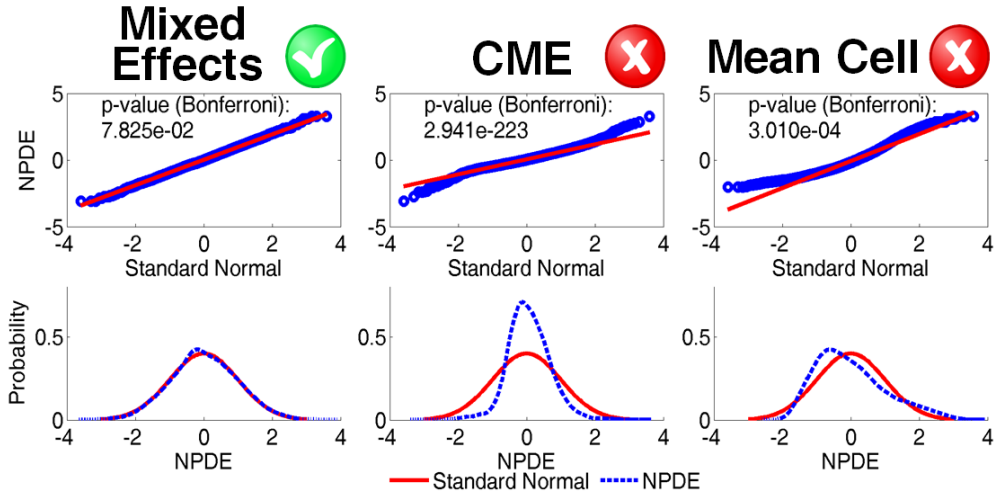 Mixed
Effects
CME
Mean Cell
p-value (Bonferroni):
7.825e-02
p-value (Bonferroni):
2.941e-223
p-value (Bonferroni):
3.010e-04
NPDE
5
0
-5
-4 -2 0 2 4
Standard Normal
5
0
-5
-4 -2 0 2 4
Standard Normal
5
0
-5
-4 -2 0 2 4
Standard Normal
Probability
0.5
0
-4 -2 0 2 4
NPDE
0.5
0
-4 -2 0 2 4
NPDE
0.5
0
-4 -2 0 2 4
NPDE
Standard Normal NPDE